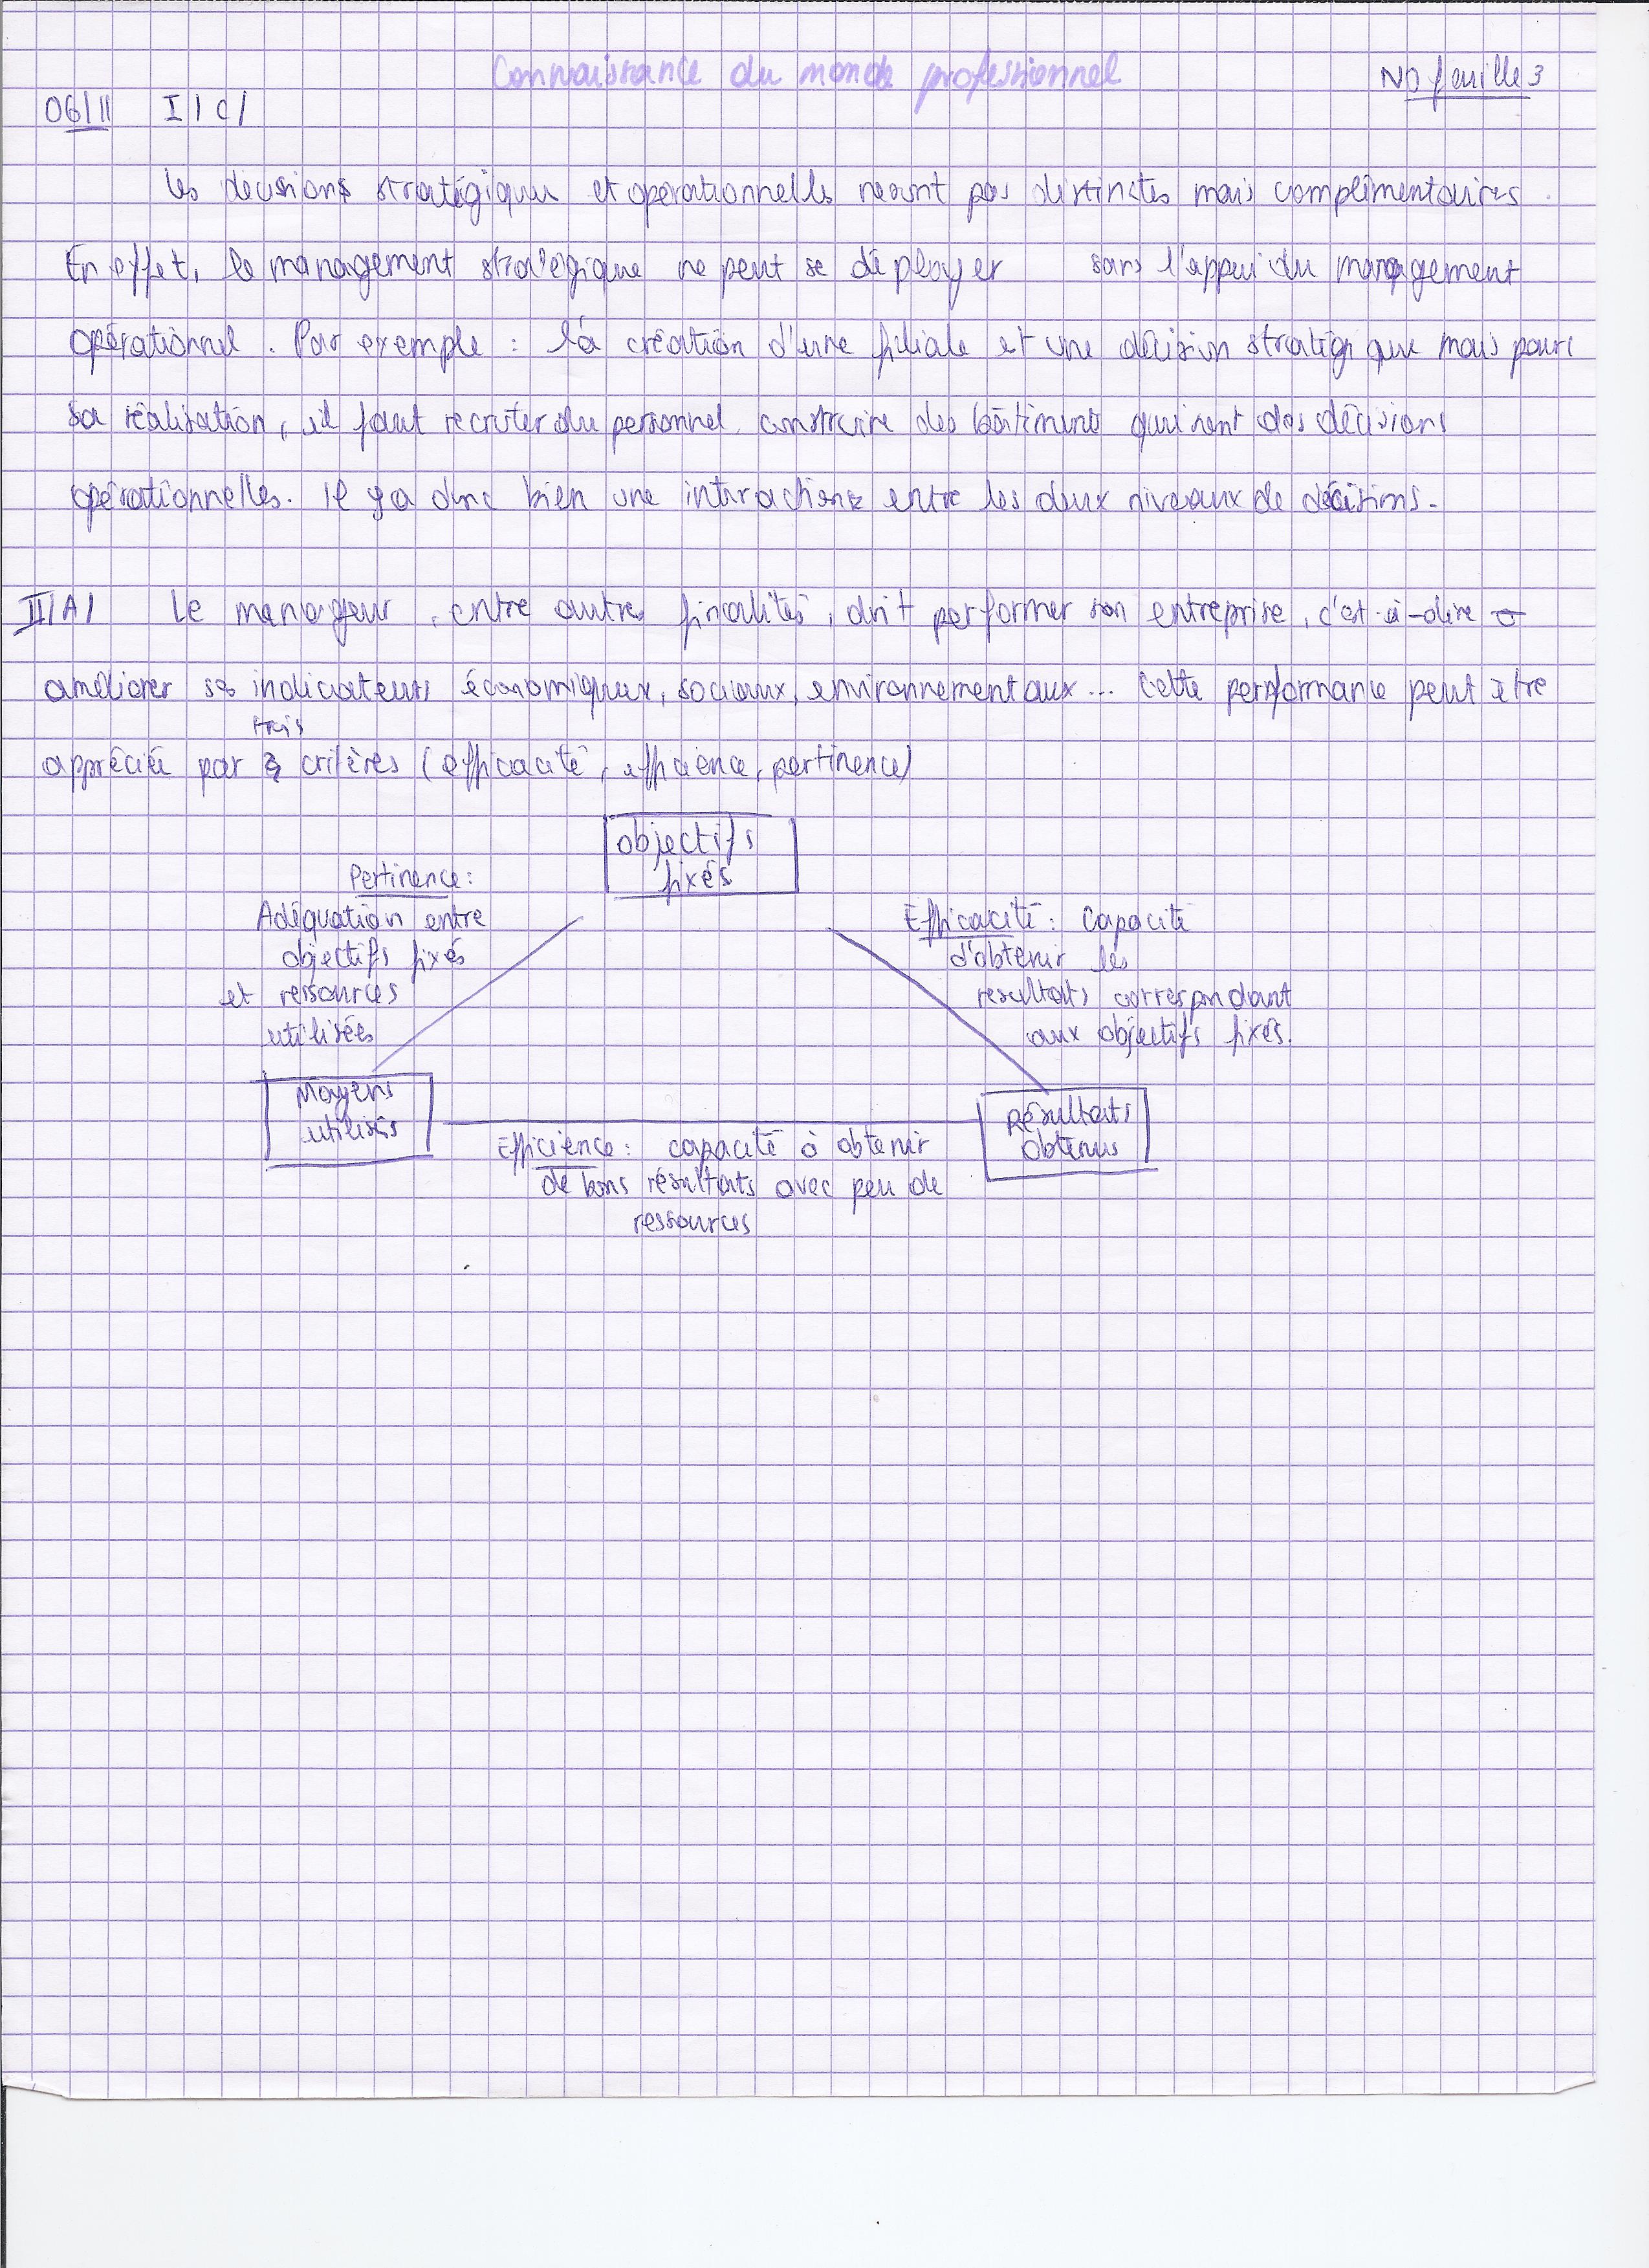 Connaissance du monde professionnel
NO feuille 3
06/11 I/C/
Les décisions stratégiques et opérationnelles ne sont pas distinctes mais complémentaires.
En effet, le management stratégique ne peut se déployer sans l'appui du management
opérationnel. Par exemple : la création d'une filiale et une décision stratégique mais pour
sa réalisation, il faut recruter du personnel, construire des bâtiments qui sont des décisions
opérationnelles. Il y a donc bien une interactions entre les deux niveaux de décisions.
II/A/ Le manageur, entre autres finalités, doit performer son entreprise, c'est-à-dire
améliorer ses indicateurs économiques, sociaux, environnementaux... Cette performance peut être
trois
appréciée par critères (efficacité, efficience, pertinence)
Objectifs
fixés
Pertinence :
Adéquation entre
objectifs fixés
et ressources
utilisées
Efficacité : Capacité
d'obtenir les
résultats correspondant
aux objectifs fixés.
Moyens
utilisés
Résultats
Obtenus
Efficience : capacité à obtenir
de bons résultats avec peu de
ressources